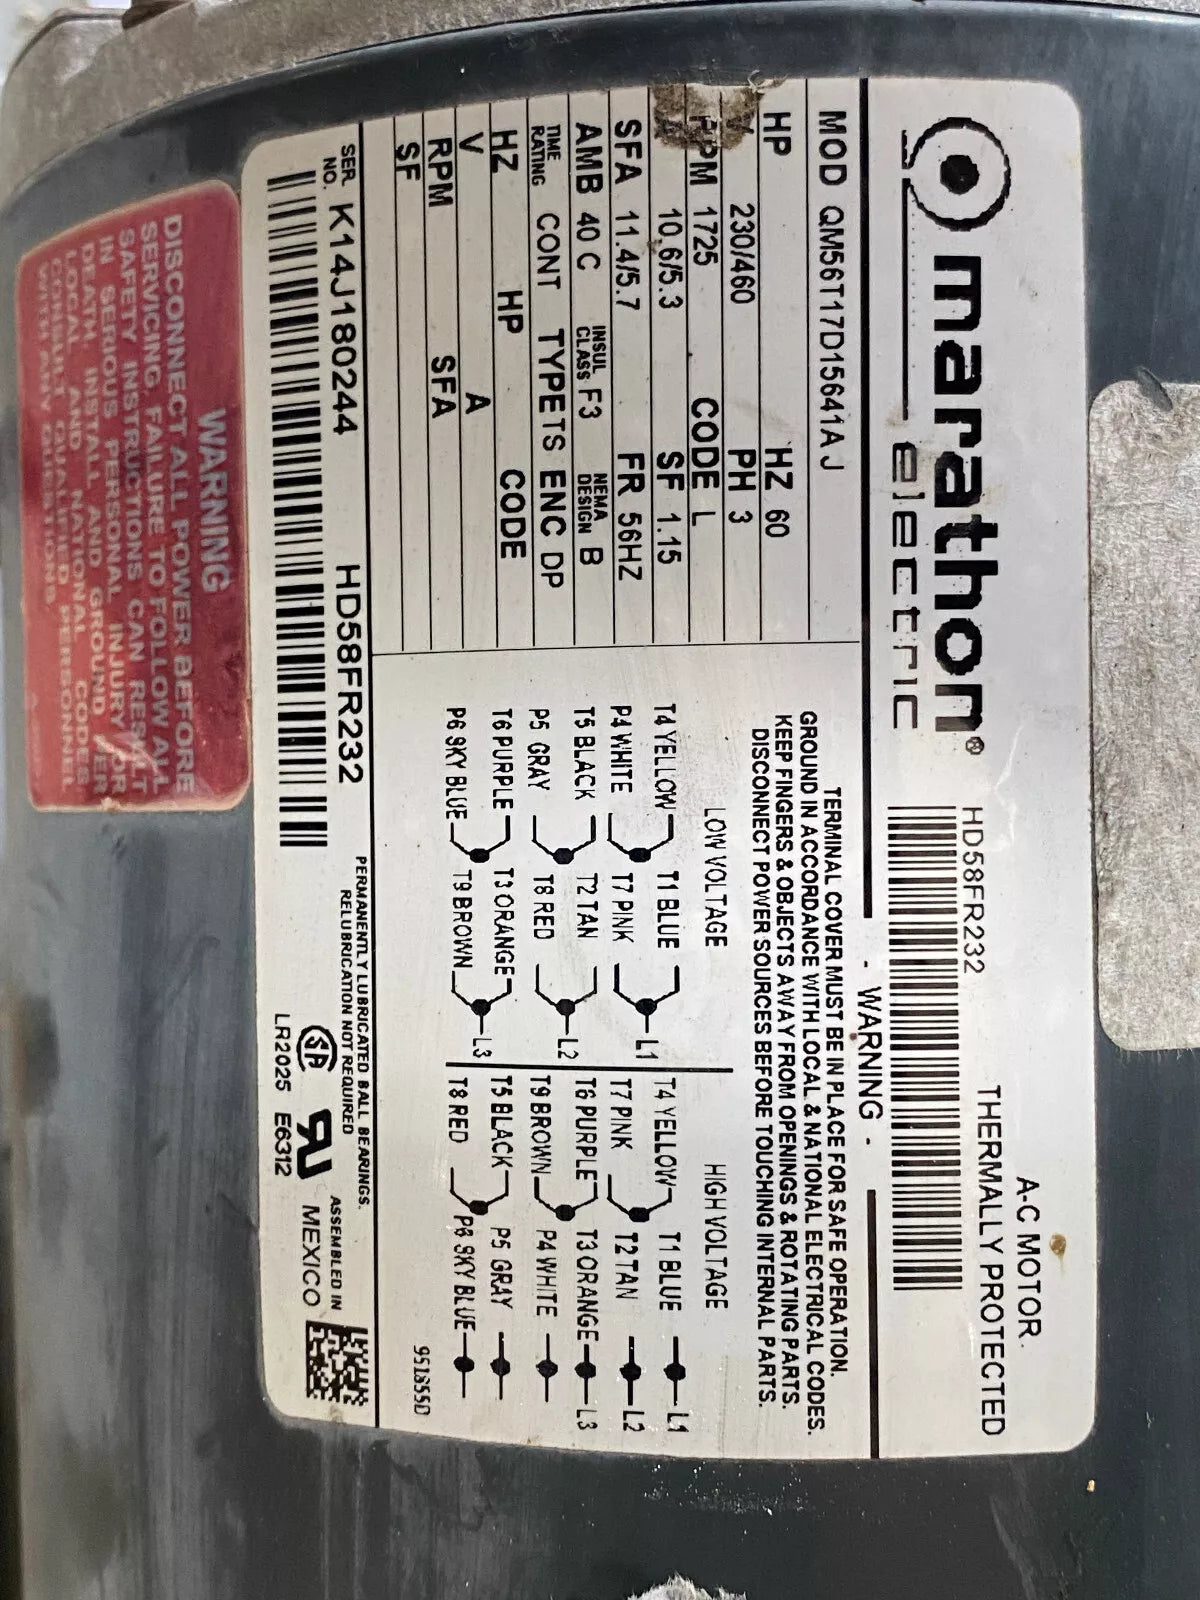 marathon®
electric
HD58FR232
A-C MOTOR
THERMALLY PROTECTED
MOD QM56T17D15641A J
HP HZ 60
230/460 PH 3
RPM 1725 CODE L
10.6/5.3 SF 1.15
SFA 11.4/5.7 FR 56HZ
AMB 40 C INSUL CLASS F3 NEMA DESIGN B
TIME RATING CONT TYPE TS ENC DP
HZ HP CODE
V A
RPM SFA
SF
- WARNING -
TERMINAL COVER MUST BE IN PLACE FOR SAFE OPERATION.
GROUND IN ACCORDANCE WITH LOCAL & NATIONAL ELECTRICAL CODES.
KEEP FINGERS & OBJECTS AWAY FROM OPENINGS & ROTATING PARTS.
DISCONNECT POWER SOURCES BEFORE TOUCHING INTERNAL PARTS.
LOW VOLTAGE
T4 YELLOW T1 BLUE
P4 WHITE T7 PINK L1
T5 BLACK T2 TAN
P5 GRAY T8 RED L2
T6 PURPLE T3 ORANGE
P6 SKY BLUE T9 BROWN L3
HIGH VOLTAGE
T4 YELLOW T1 BLUE L1
T7 PINK T2 TAN L2
T6 PURPLE T3 ORANGE L3
T9 BROWN P4 WHITE
T5 BLACK P5 GRAY
T8 RED P6 SKY BLUE
951855D
SER. NO. K14J180244 HD58FR232
PERMANENTLY LUBRICATED BALL BEARINGS.
RELUBRICATION NOT REQUIRED
LR2025 E6312
ASSEMBLED IN
MEXICO
WARNING
DISCONNECT ALL POWER BEFORE
SERVICING, FAILURE TO FOLLOW ALL
SAFETY INSTRUCTIONS CAN RESULT
IN SERIOUS PERSONAL INJURY OR
DEATH INSTALL AND GROUND PER
LOCAL AND NATIONAL CODES.
CONSULT QUALIFIED PERSONNEL
WITH ANY QUESTIONS.